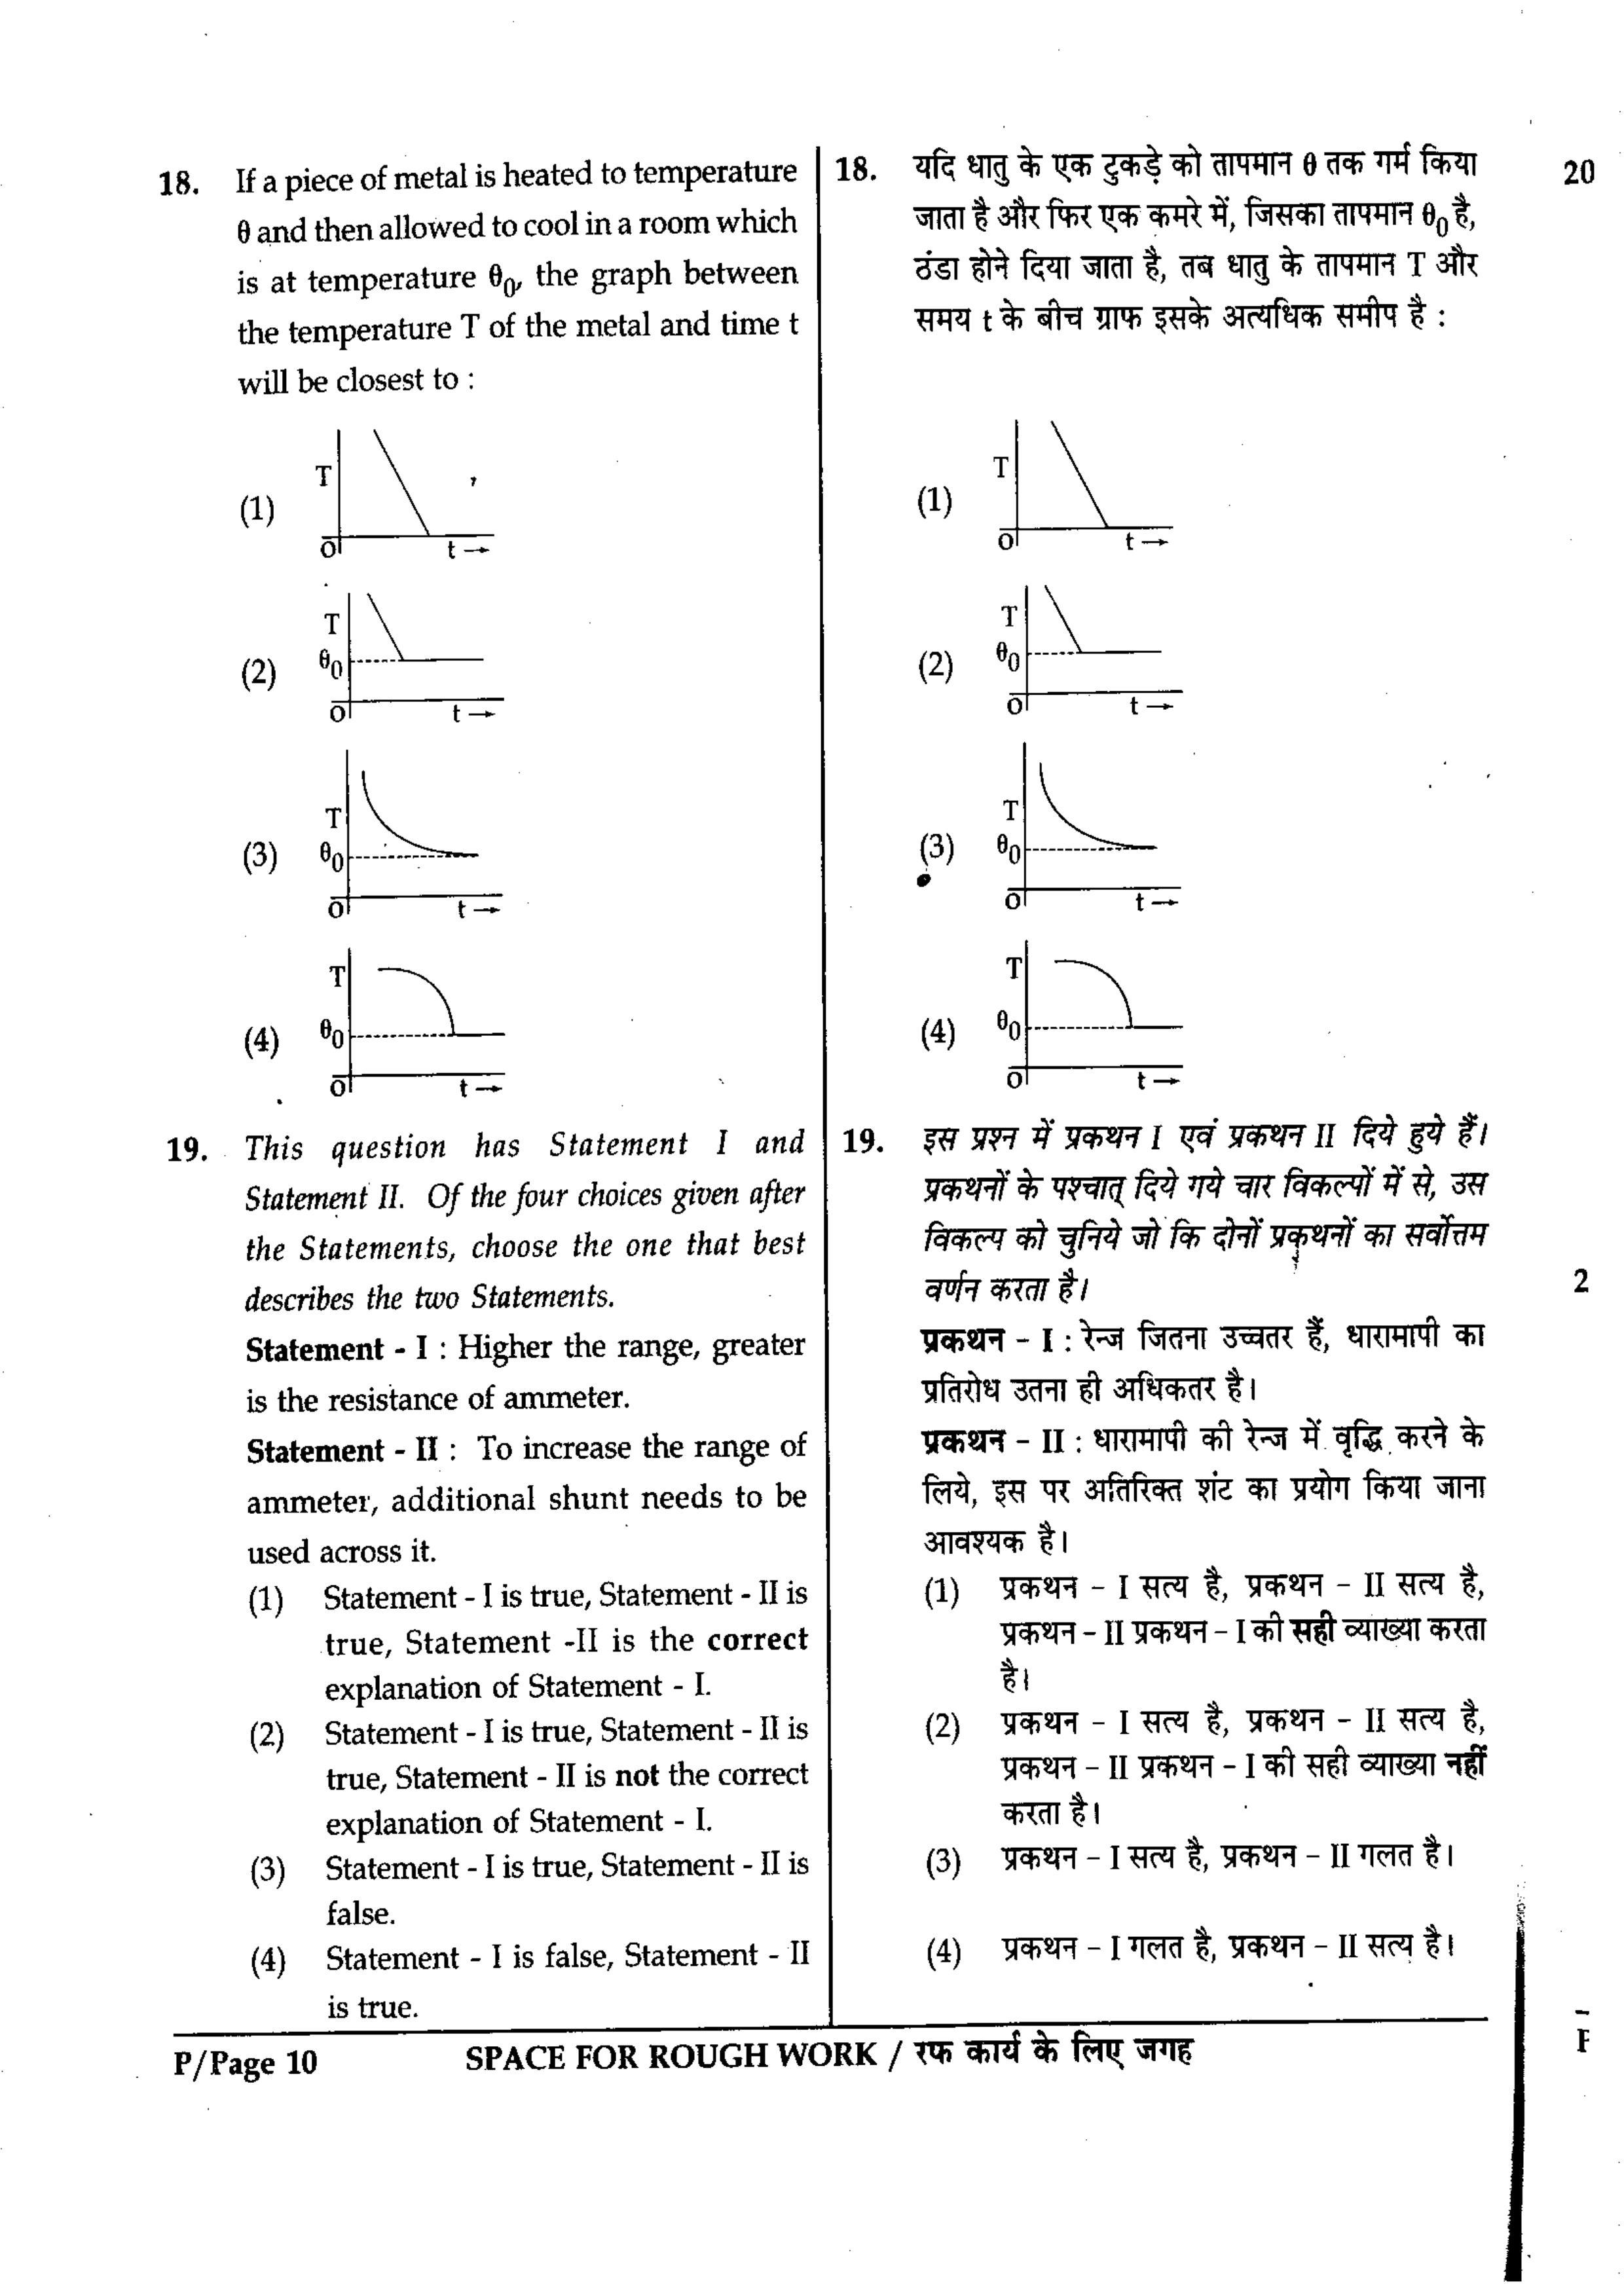 18. If a piece of metal is heated to temperature
θ and then allowed to cool in a room which
is at temperature θ₀, the graph between
the temperature T of the metal and time t
will be closest to :
(1)
T
O
t →
(2)
T
θ₀
O
t →
(3)
T
θ₀
O
t →
(4)
T
θ₀
O
t →
19. This question has Statement I and
Statement II. Of the four choices given after
the Statements, choose the one that best
describes the two Statements.
Statement - I : Higher the range, greater
is the resistance of ammeter.
Statement - II : To increase the range of
ammeter, additional shunt needs to be
used across it.
(1) Statement - I is true, Statement - II is
true, Statement -II is the correct
explanation of Statement - I.
(2) Statement - I is true, Statement - II is
true, Statement - II is not the correct
explanation of Statement - I.
(3) Statement - I is true, Statement - II is
false.
(4) Statement - I is false, Statement - II
is true.
18. यदि धातु के एक टुकड़े को तापमान θ तक गर्म किया
जाता है और फिर एक कमरे में, जिसका तापमान θ₀ है,
ठंडा होने दिया जाता है, तब धातु के तापमान T और
समय t के बीच ग्राफ इसके अत्यधिक समीप है :
(1)
T
O
t →
(2)
T
θ₀
O
t →
(3)
T
θ₀
O
t →
(4)
T
θ₀
O
t →
19. इस प्रश्न में प्रकथन I एवं प्रकथन II दिये हुये हैं।
प्रकथनों के पश्चात् दिये गये चार विकल्पों में से, उस
विकल्प को चुनिये जो कि दोनों प्रकथनों का सर्वोत्तम
वर्णन करता है।
प्रकथन - I : रेन्ज जितना उच्चतर हैं, धारामापी का
प्रतिरोध उतना ही अधिकतर है।
प्रकथन - II : धारामापी की रेन्ज में वृद्धि करने के
लिये, इस पर अतिरिक्त शंट का प्रयोग किया जाना
आवश्यक है।
(1) प्रकथन - I सत्य है, प्रकथन - II सत्य है,
प्रकथन - II प्रकथन - I की सही व्याख्या करता
है।
(2) प्रकथन - I सत्य है, प्रकथन - II सत्य है,
प्रकथन - II प्रकथन - I की सही व्याख्या नहीं
करता है।
(3) प्रकथन - I सत्य है, प्रकथन - II गलत है।
(4) प्रकथन - I गलत है, प्रकथन - II सत्य है।
20
2
P/Page 10
SPACE FOR ROUGH WORK / रफ कार्य के लिए जगह